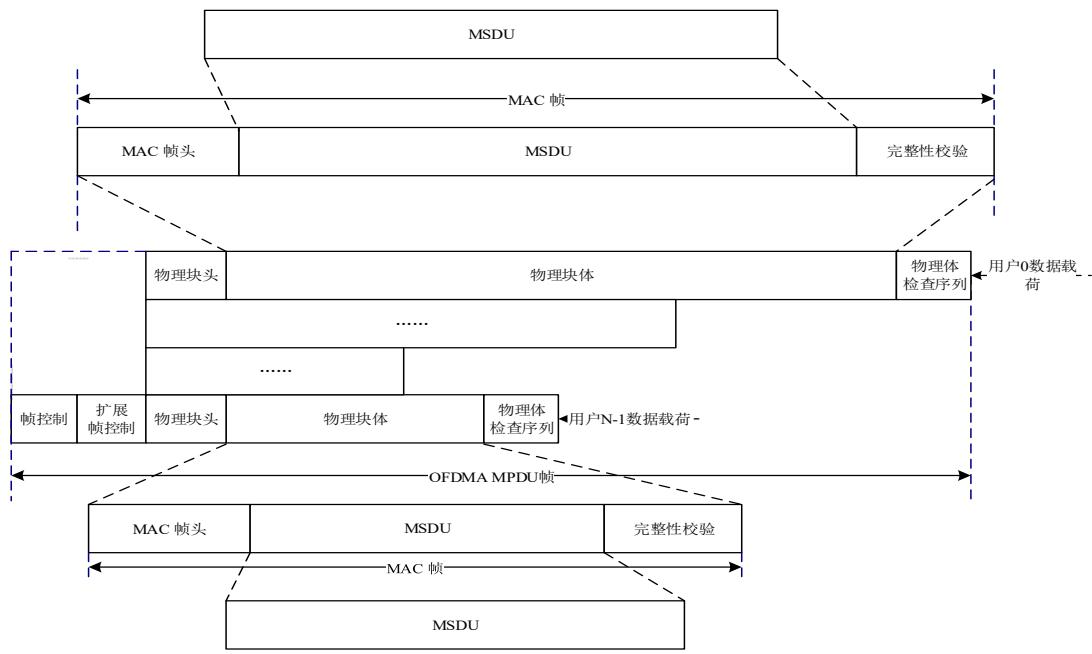 MSDU
MAC 帧
MAC 帧头
MSDU
完整性校验
物理块头
物理块体
物理体
检查序列
用户0数据载
荷
......
......
帧控制
扩展
帧控制
物理块头
物理块体
物理体
检查序列
用户N-1数据载荷
OFDMA MPDU帧
MAC 帧头
MSDU
完整性校验
MAC 帧
MSDU